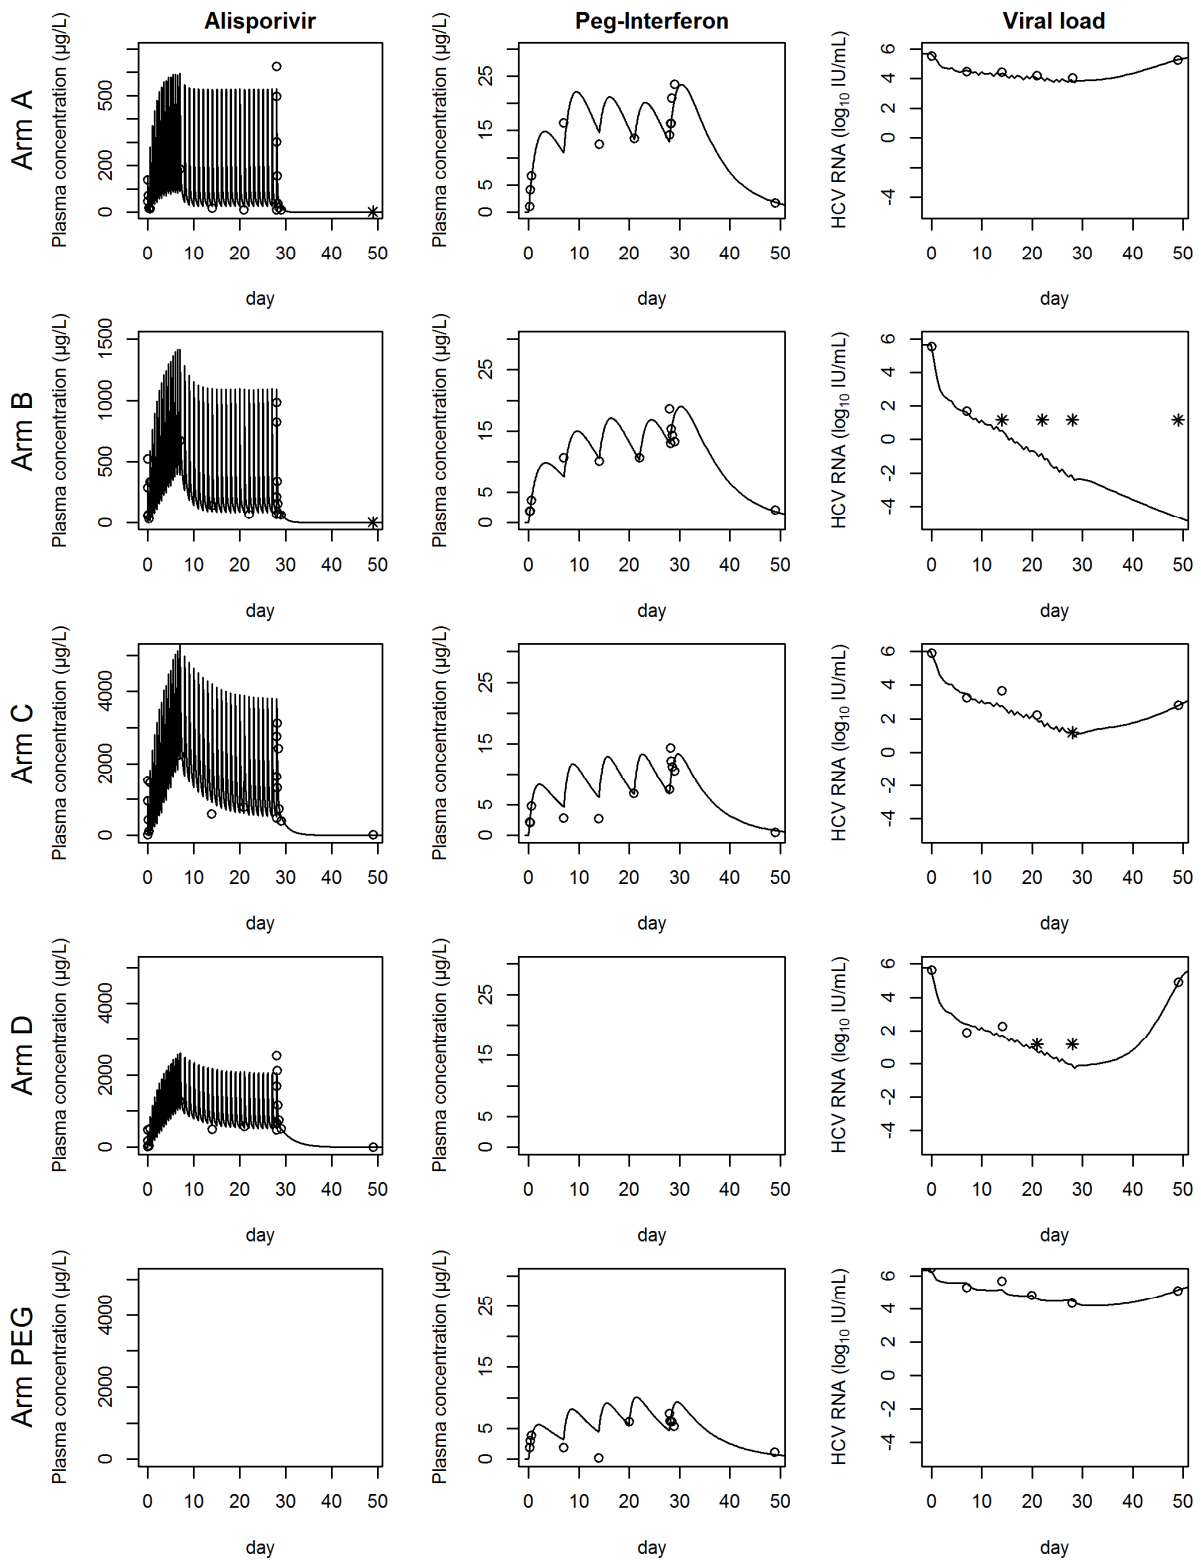 Alisporivir Peg-Interferon Viral load
Arm A
Plasma concentration (µg/L)
0 200 500
0 10 20 30 40 50
day
Plasma concentration (µg/L)
0 5 15 25
0 10 20 30 40 50
day
HCV RNA (log10 IU/mL)
-4 0 2 4 6
0 10 20 30 40 50
day
Arm B
Plasma concentration (µg/L)
0 500 1000 1500
0 10 20 30 40 50
day
Plasma concentration (µg/L)
0 5 15 25
0 10 20 30 40 50
day
HCV RNA (log10 IU/mL)
-4 -2 0 2 4 6
0 10 20 30 40 50
day
Arm C
Plasma concentration (µg/L)
0 1000 2000 4000
0 10 20 30 40 50
day
Plasma concentration (µg/L)
0 5 15 25
0 10 20 30 40 50
day
HCV RNA (log10 IU/mL)
-4 -2 0 2 4 6
0 10 20 30 40 50
day
Arm D
Plasma concentration (µg/L)
0 2000 4000
0 10 20 30 40 50
day
Plasma concentration (µg/L)
0 5 15 25
0 10 20 30 40 50
day
HCV RNA (log10 IU/mL)
-4 -2 0 2 4 6
0 10 20 30 40 50
day
Arm PEG
Plasma concentration (µg/L)
0 2000 4000
0 10 20 30 40 50
day
Plasma concentration (µg/L)
0 5 15 25
0 10 20 30 40 50
day
HCV RNA (log10 IU/mL)
-4 -2 0 2 4 6
0 10 20 30 40 50
day